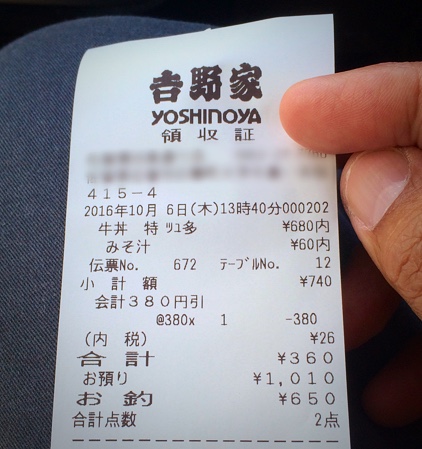 吉野家
YOSHINOYA
領収証
415-4
2016年10月 6日(木)13時40分000202
牛丼 特 ﾂﾕ多 ¥680内
みそ汁 ¥60内
伝票No. 672 ﾃｰﾌﾞﾙNo. 12
小計額 ¥740
会計380円引
@380x 1 -380
(内 税) ¥26
合計 ¥360
お預り ¥1,010
お釣 ¥650
合計点数 2点